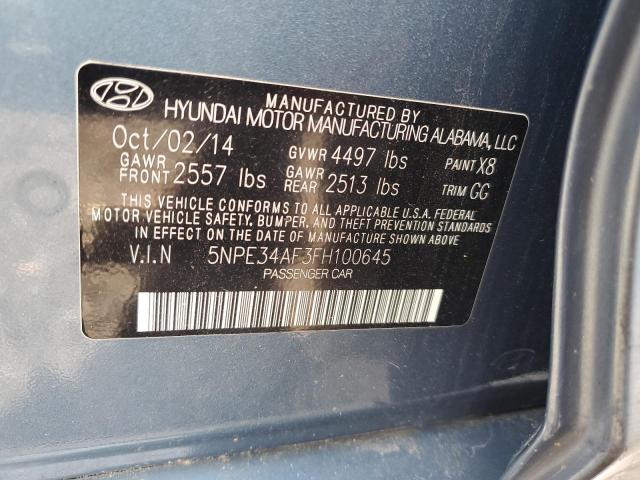 MANUFACTURED BY
HYUNDAI MOTOR MANUFACTURING ALABAMA, LLC
Oct/02/14 GVWR 4497 lbs PAINT X8
GAWR FRONT 2557 lbs GAWR REAR 2513 lbs TRIM GG
THIS VEHICLE CONFORMS TO ALL APPLICABLE U.S.A. FEDERAL
MOTOR VEHICLE SAFETY, BUMPER, AND THEFT PREVENTION STANDARDS
IN EFFECT ON THE DATE OF MANUFACTURE SHOWN ABOVE.
V.I.N 5NPE34AF3FH100645
PASSENGER CAR